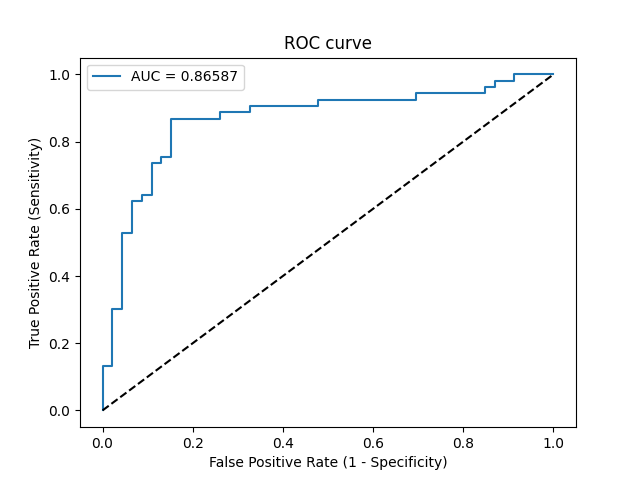 ROC curve
AUC = 0.86587
1.0
0.8
0.6
0.4
0.2
0.0
True Positive Rate (Sensitivity)
0.0 0.2 0.4 0.6 0.8 1.0
False Positive Rate (1 - Specificity)